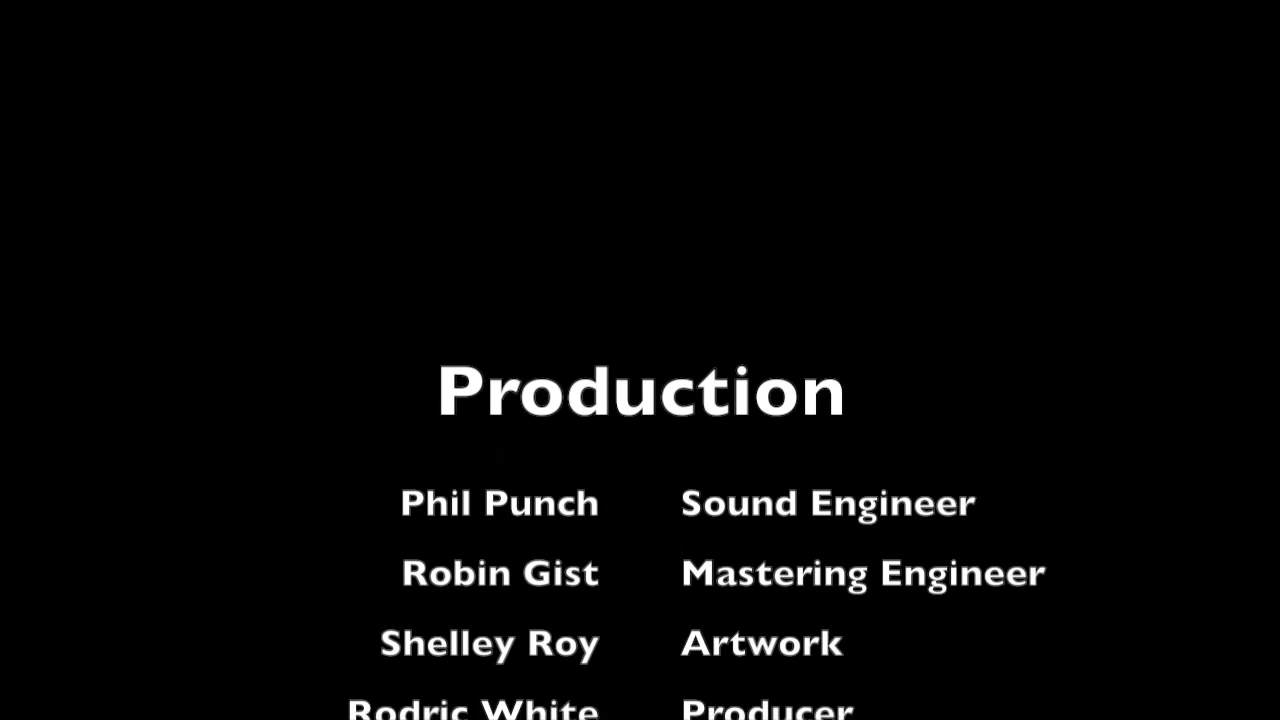 Production
Phil Punch Sound Engineer
Robin Gist Mastering Engineer
Shelley Roy Artwork
Rodric White Producer